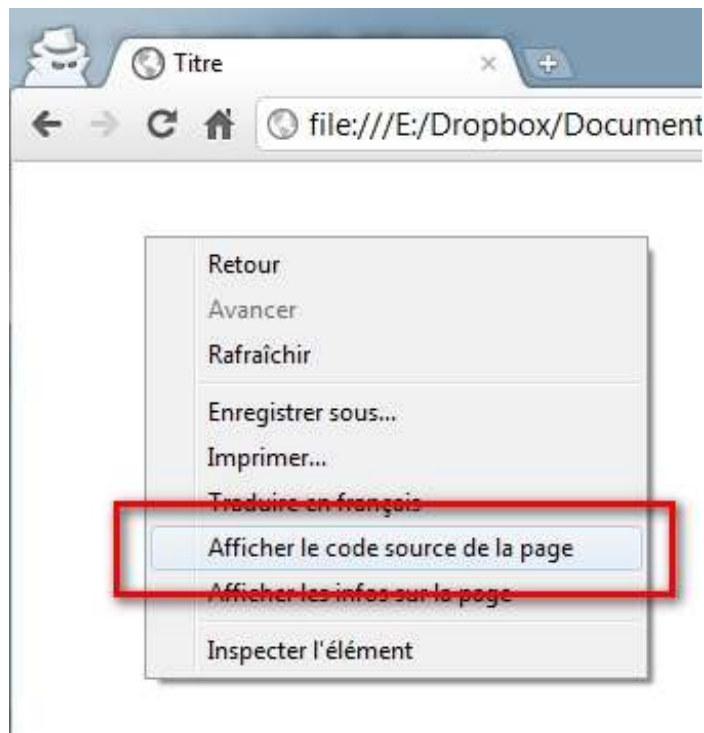 Titre
file:///E:/Dropbox/Document
Retour
Avancer
Rafraîchir
Enregistrer sous...
Imprimer...
Traduire en français
Afficher le code source de la page
Afficher les infos sur la page
Inspecter l'élément